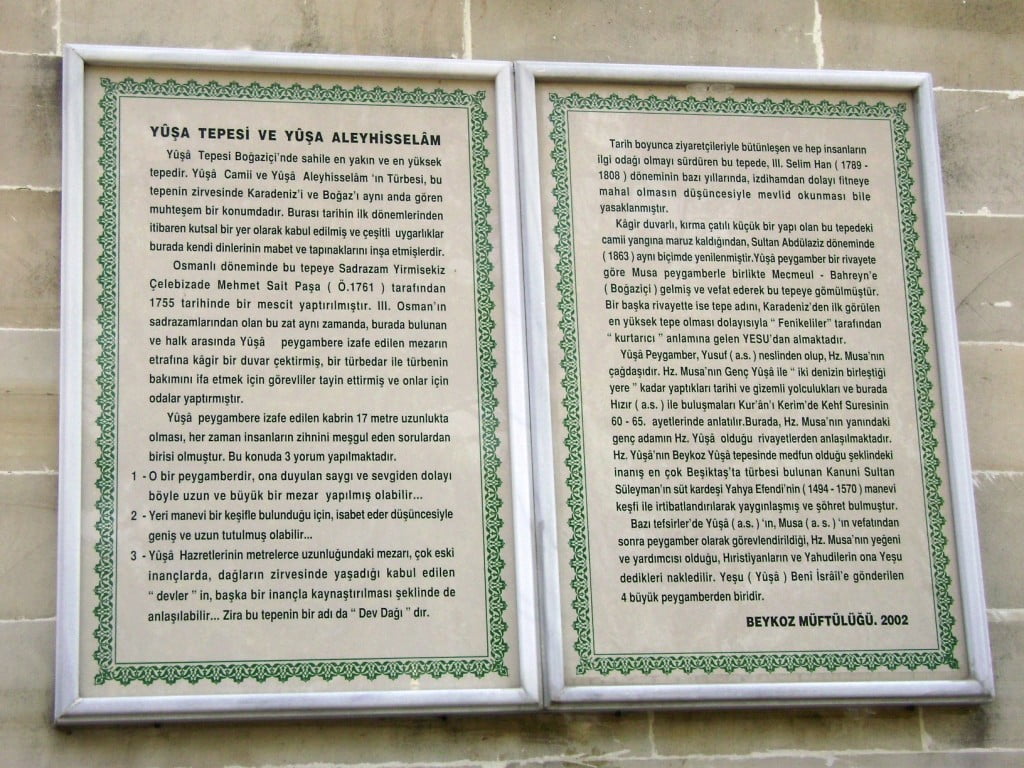 YÛŞA TEPESİ VE YÛŞA ALEYHİSSELÂM
Yûşâ Tepesi Boğaziçi'nde sahile en yakın ve en yüksek
tepedir. Yûşâ Camii ve Yûşâ Aleyhisselâm 'ın Türbesi, bu
tepenin zirvesinde Karadeniz'i ve Boğaz'ı aynı anda gören
muhteşem bir konumdadır. Burası tarihin ilk dönemlerinden
itibaren kutsal bir yer olarak kabul edilmiş ve çeşitli uygarlıklar
burada kendi dinlerinin mabet ve tapınaklarını inşa etmişlerdir.
Osmanlı döneminde bu tepeye Sadrazam Yirmisekiz
Çelebizade Mehmet Sait Paşa ( Ö.1761 ) tarafından
1755 tarihinde bir mescit yaptırılmıştır. III. Osman'ın
sadrazamlarından olan bu zat aynı zamanda, burada bulunan
ve halk arasında Yûşâ peygambere izafe edilen mezarın
etrafına kâgir bir duvar çektirmiş, bir türbedar ile türbenin
bakımını ifa etmek için görevliler tayin ettirmiş ve onlar için
odalar yaptırmıştır.
Yûşâ peygambere izafe edilen kabrin 17 metre uzunlukta
olması, her zaman insanların zihnini meşgul eden sorulardan
birisi olmuştur. Bu konuda 3 yorum yapılmaktadır.
1 - O bir peygamberdir, ona duyulan saygı ve sevgiden dolayı
böyle uzun ve büyük bir mezar yapılmış olabilir...
2 - Yeri manevi bir keşifle bulunduğu için, isabet eder düşüncesiyle
geniş ve uzun tutulmuş olabilir...
3 - Yûşâ Hazretlerinin metrelerce uzunluğundaki mezarı, çok eski
inançlarda, dağların zirvesinde yaşadığı kabul edilen
“ devler ” in, başka bir inançla kaynaştırılması şeklinde de
anlaşılabilir... Zira bu tepenin bir adı da “ Dev Dağı ” dır.
Tarih boyunca ziyaretçileriyle bütünleşen ve hep insanların
ilgi odağı olmayı sürdüren bu tepede, III. Selim Han ( 1789 -
1808 ) döneminin bazı yıllarında, izdihamdan dolayı fitneye
mahal olmasın düşüncesiyle mevlid okunması bile
yasaklanmıştır.
Kâgir duvarlı, kırma çatılı küçük bir yapı olan bu tepedeki
camii yangına maruz kaldığından, Sultan Abdülaziz döneminde
( 1863 ) aynı biçimde yenilenmiştir.Yûşâ peygamber bir rivayete
göre Musa peygamberle birlikte Mecmeul - Bahreyn'e
( Boğaziçi ) gelmiş ve vefat ederek bu tepeye gömülmüştür.
Bir başka rivayette ise tepe adını, Karadeniz'den ilk görülen
en yüksek tepe olması dolayısıyla “ Fenikeliler” tarafından
“ kurtarıcı ” anlamına gelen YESU'dan almaktadır.
Yûşâ Peygamber, Yusuf ( a.s. ) neslinden olup, Hz. Musa'nın
çağdaşıdır. Hz. Musa'nın Genç Yûşâ ile “ iki denizin birleştiği
yere ” kadar yaptıkları tarihi ve gizemli yolculukları ve burada
Hızır ( a.s. ) ile buluşmaları Kur'ân'ı Kerim'de Kehf Suresinin
60 - 65. ayetlerinde anlatılır.Burada, Hz. Musa'nın yanındaki
genç adamın Hz. Yûşâ olduğu rivayetlerden anlaşılmaktadır.
Hz. Yûşâ'nın Beykoz Yûşâ tepesinde medfun olduğu şeklindeki
inanış en çok Beşiktaş'ta türbesi bulunan Kanuni Sultan
Süleyman'ın süt kardeşi Yahya Efendi'nin ( 1494 - 1570 ) manevi
keşfi ile irtibatlandırılarak yaygınlaşmış ve şöhret bulmuştur.
Bazı tefsirler'de Yûşâ ( a.s. ) 'ın, Musa ( a. s. ) 'ın vefatından
sonra peygamber olarak görevlendirildiği, Hz. Musa'nın yeğeni
ve yardımcısı olduğu, Hıristiyanların ve Yahudilerin ona Yeşu
dedikleri nakledilir. Yeşu ( Yûşâ ) Beni İsrâîl'e gönderilen
4 büyük peygamberden biridir.
BEYKOZ MÜFTÜLÜĞÜ. 2002